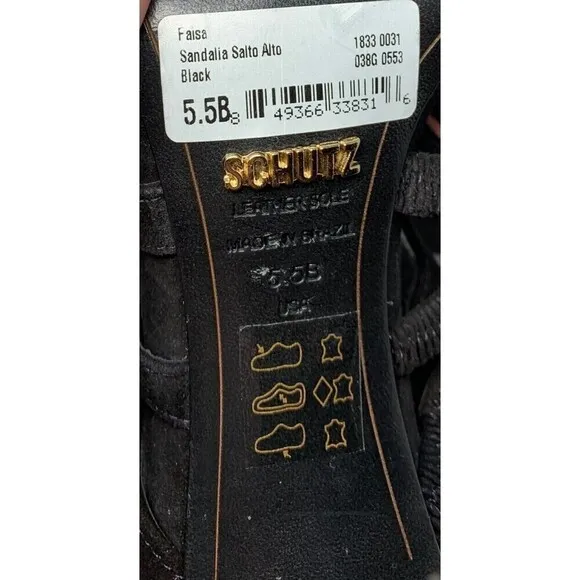 Faisa
Sandalia Salto Alto 1833 0031
Black 038G 0553
5.5B 8 49366 33831 6
SCHUTZ
LEATHER SOLE
MADE IN BRAZIL
5.5B
USA